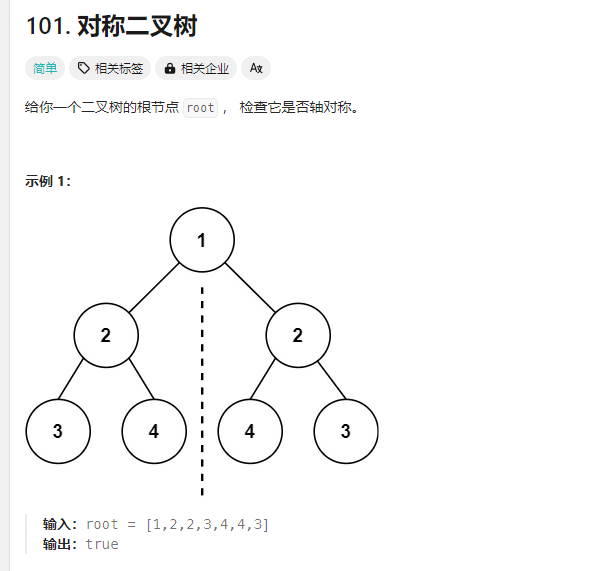 101. 对称二叉树
简单 相关标签 相关企业 Aあ
给你一个二叉树的根节点 root ， 检查它是否轴对称。
示例 1：
1
2 2
3 4 4 3
输入：root = [1,2,2,3,4,4,3]
输出：true